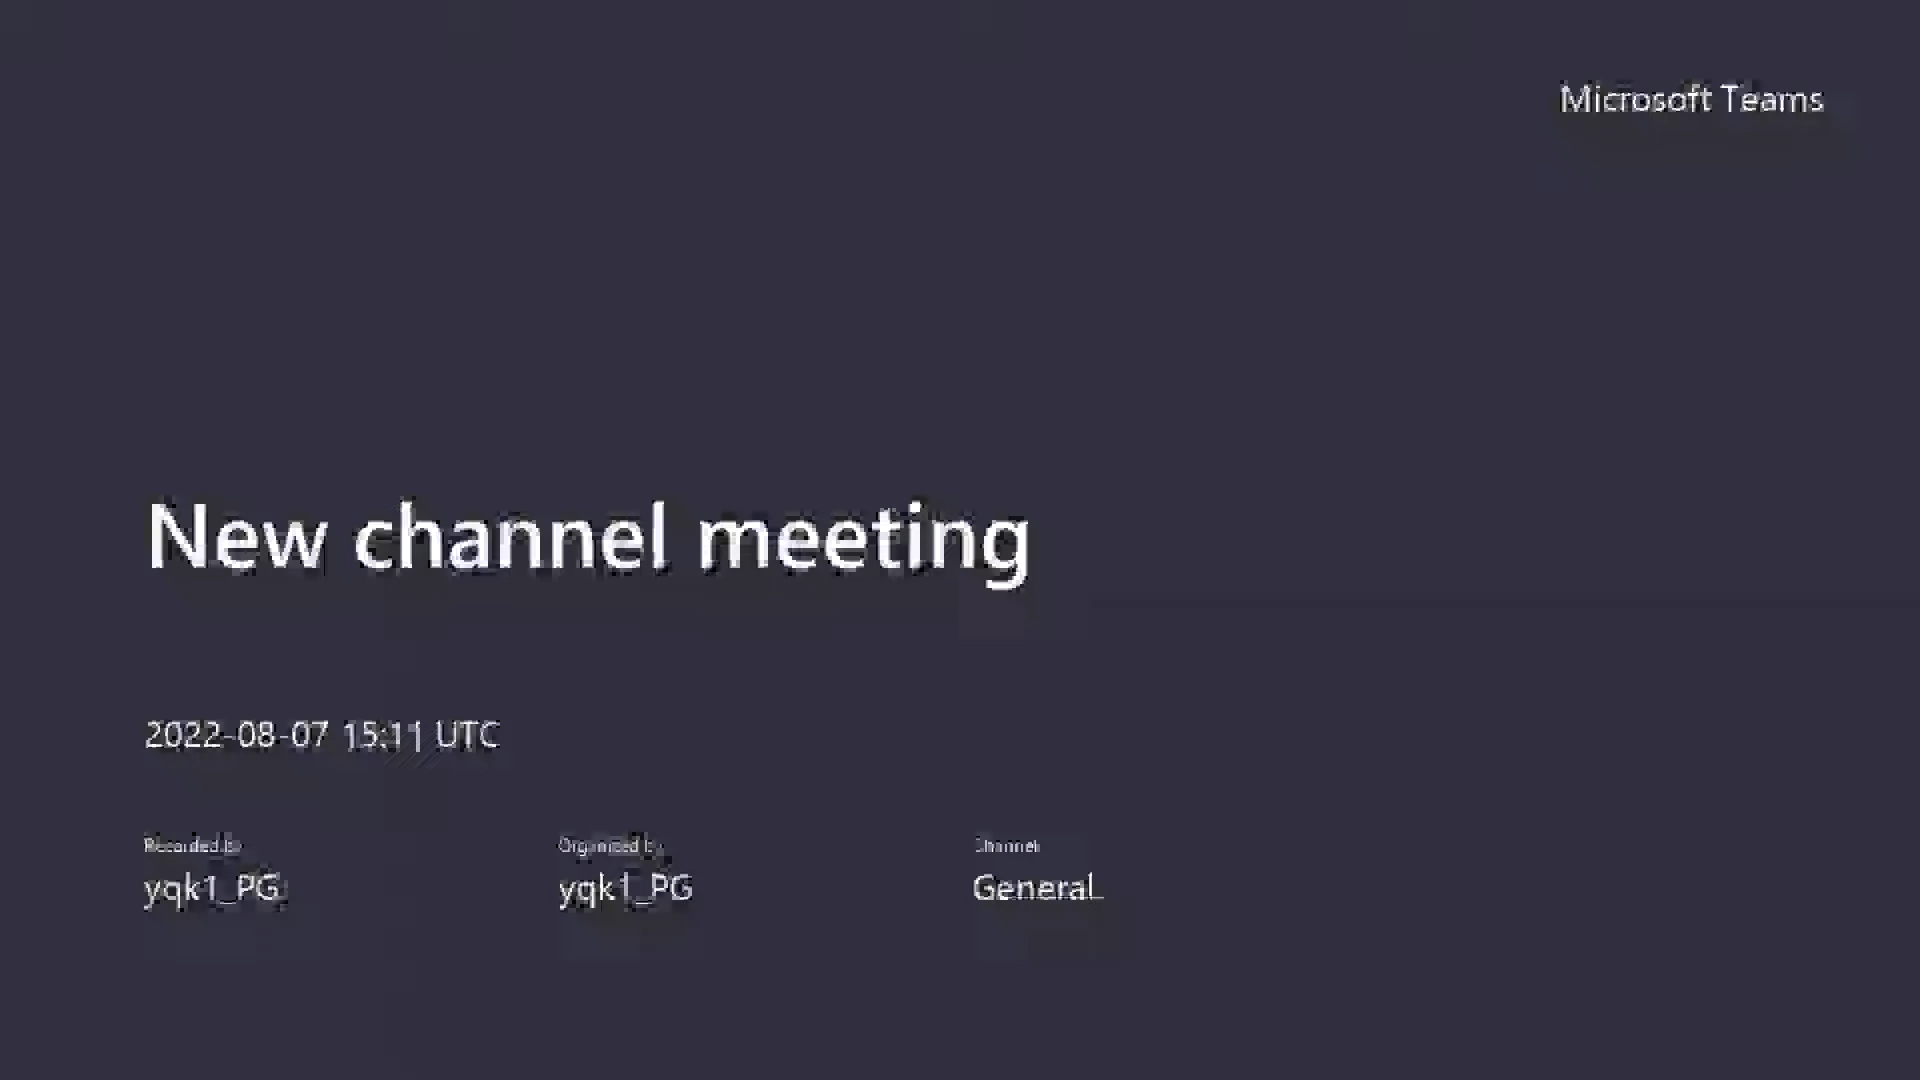 Microsoft Teams
New channel meeting
2022-08-07 15:11 UTC
Recorded by
Organized by
Channel
yqk1_PG
yqk1_PG
General